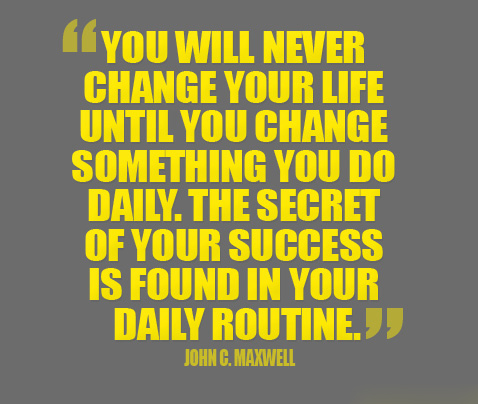 “YOU WILL NEVER
CHANGE YOUR LIFE
UNTIL YOU CHANGE
SOMETHING YOU DO
DAILY. THE SECRET
OF YOUR SUCCESS
IS FOUND IN YOUR
DAILY ROUTINE.”
JOHN C. MAXWELL